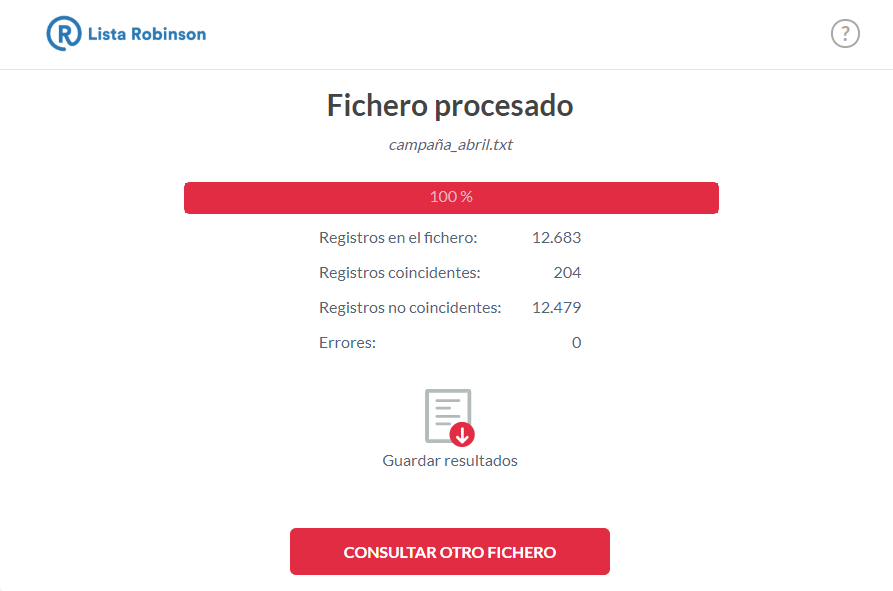 Lista Robinson
?
Fichero procesado
campaña_abril.txt
100 %
Registros en el fichero: 12.683
Registros coincidentes: 204
Registros no coincidentes: 12.479
Errores: 0
Guardar resultados
CONSULTAR OTRO FICHERO